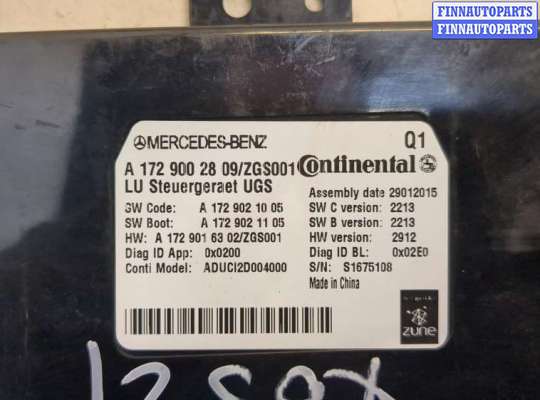 FINNAUTOPARTS
FINNAUTOPARTS
MERCEDES-BENZ Q1
A 172 900 28 09/ZGS001 Continental
LU Steuergeraet UGS
Assembly date 29012015
SW Code: A 172 902 10 05 SW C version: 2213
SW Boot: A 172 902 11 05 SW B version: 2213
HW: A 172 901 63 02/ZGS001 HW version: 2912
Diag ID App: 0x0200 Diag ID BL: 0x02E0
Conti Model: ADUCI2D004000 S/N: S1675108
Made in China
zune